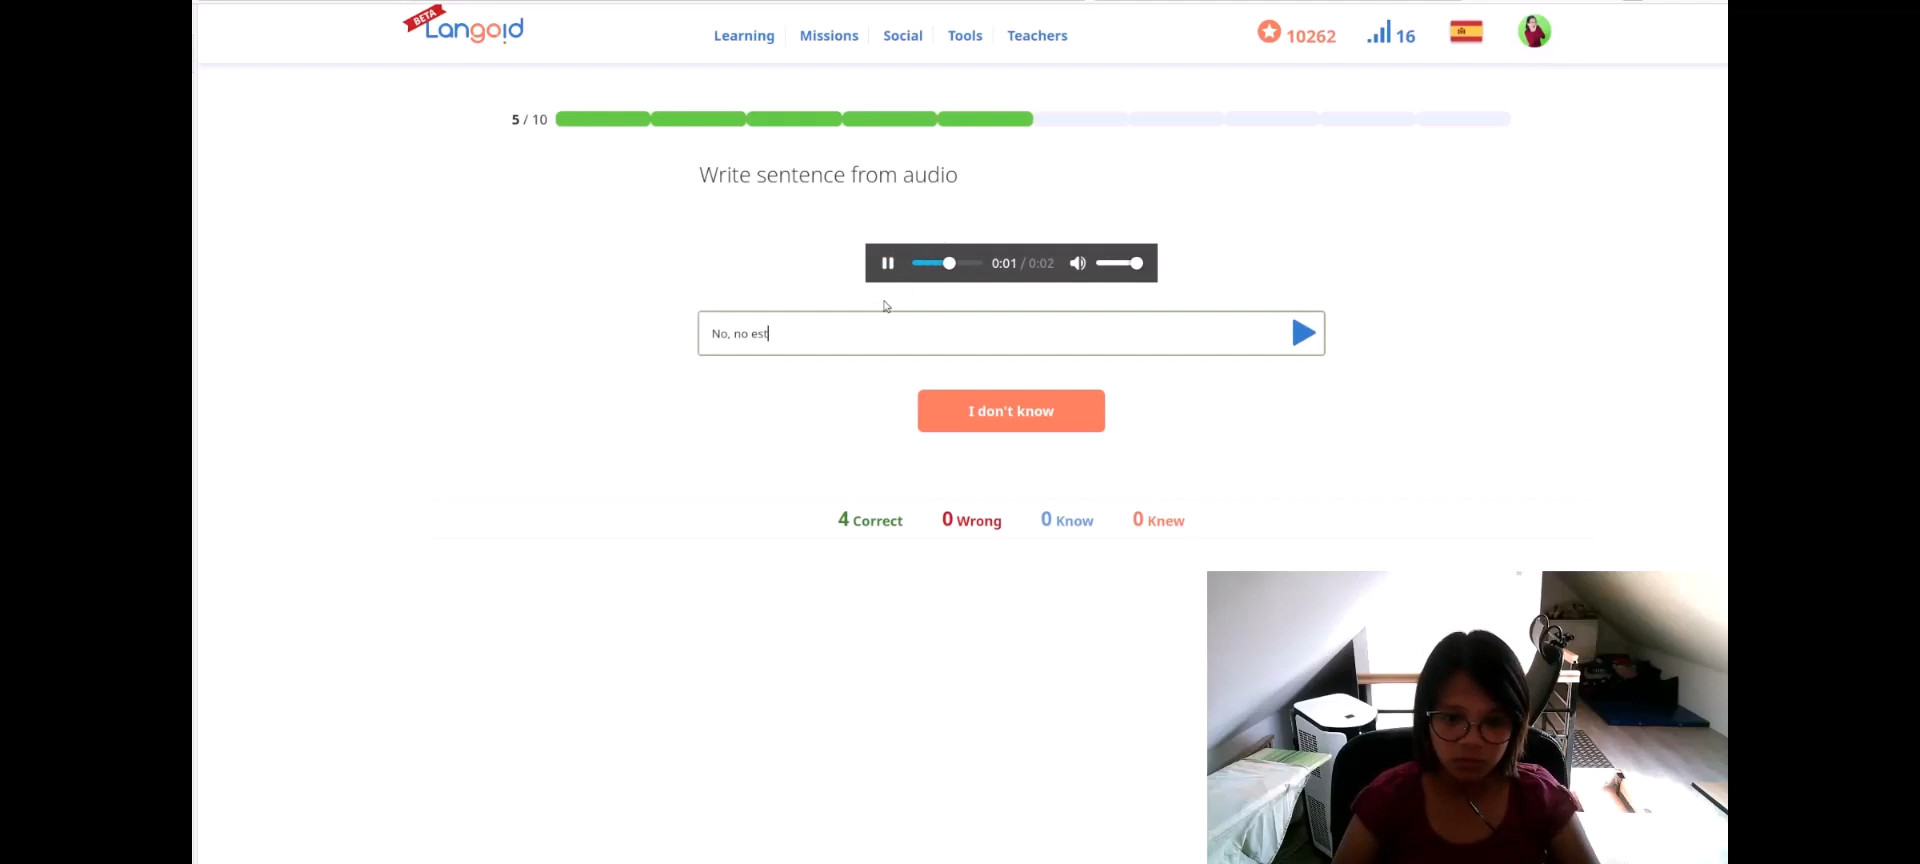 BETA
Langoid
Learning Missions Social Tools Teachers
10262 16
5 / 10
Write sentence from audio
0:01 / 0:02
No, no est
I don't know
4 Correct 0 Wrong 0 Know 0 Knew